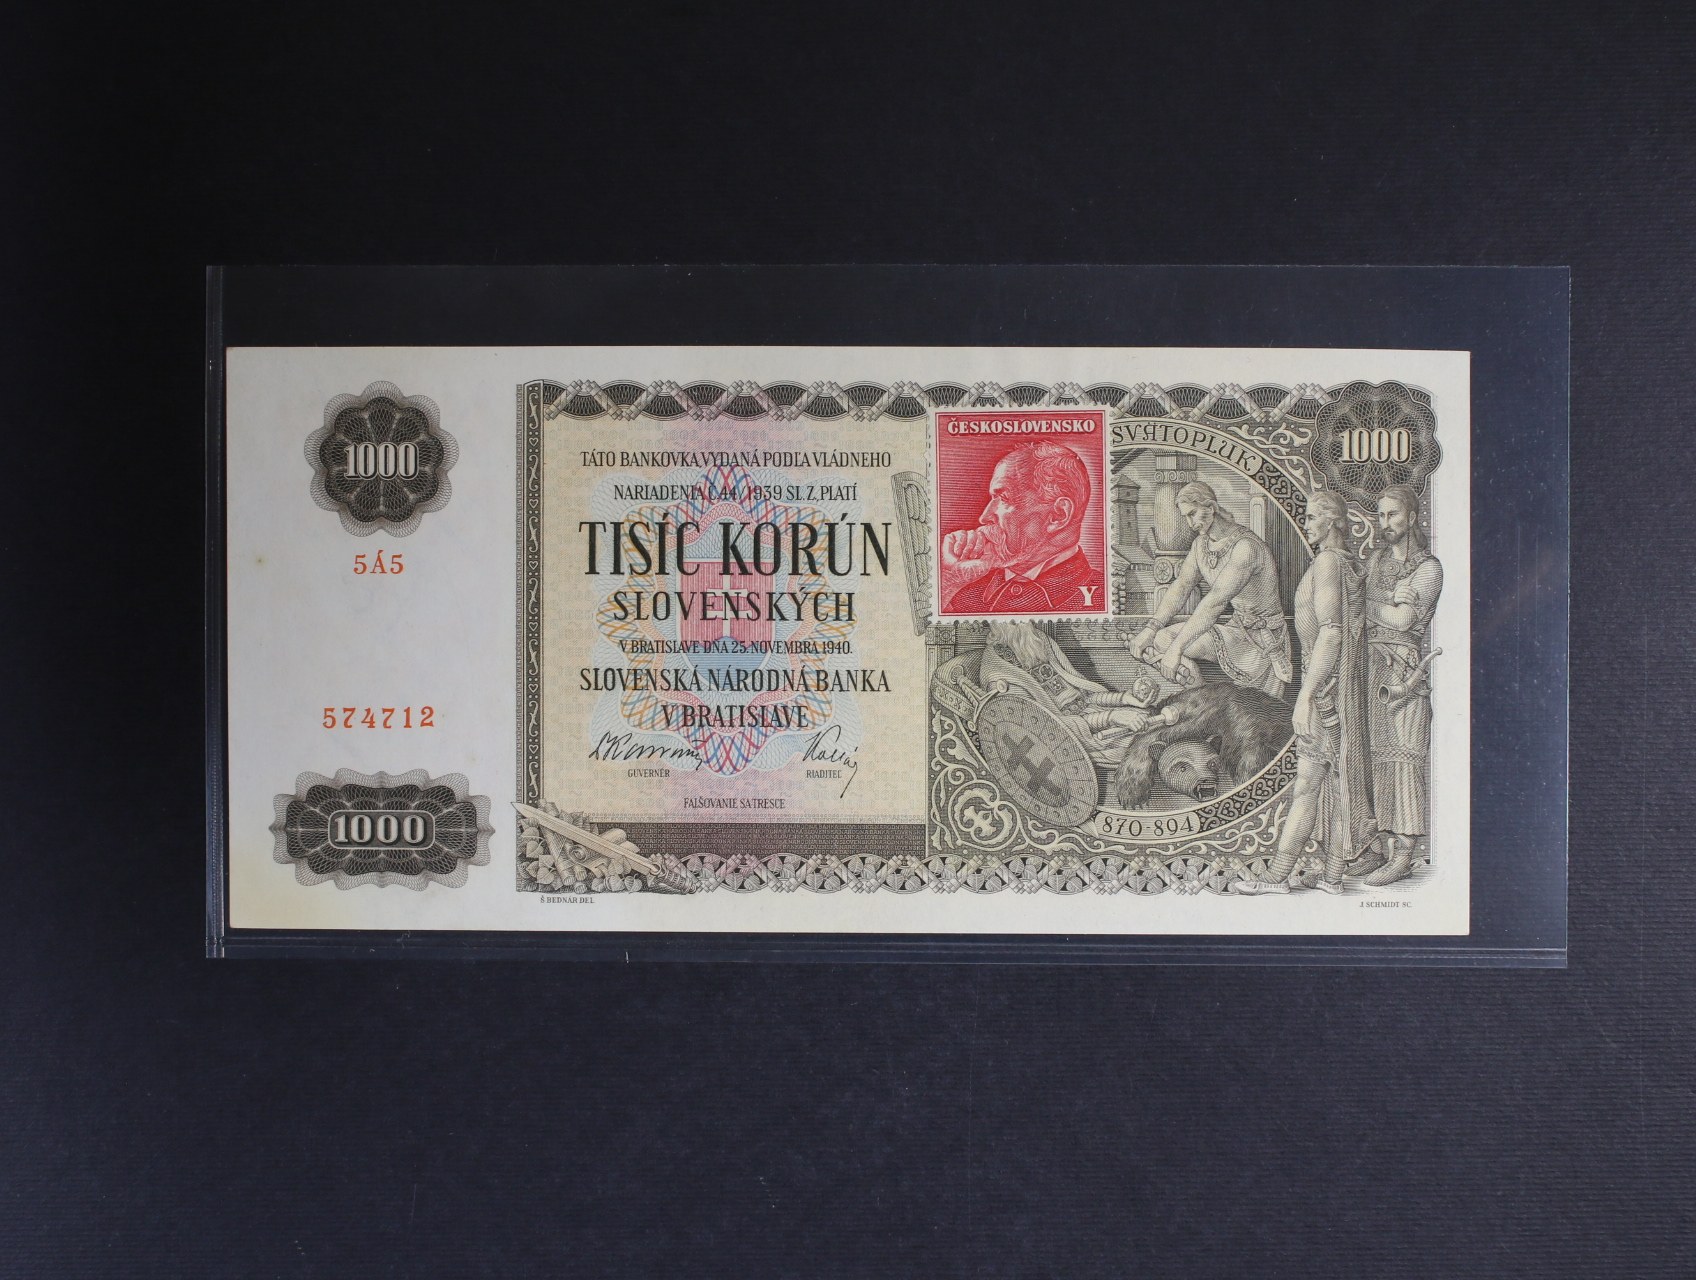 1000
5Á5
574712
1000
TÁTO BANKOVKA, VYDANÁ PODĽA VLÁDNEHO
NARIADENIA Č. 44/1939 SL. Z., PLATÍ
TISÍC KORÚN
SLOVENSKÝCH
V BRATISLAVE DŇA 25. NOVEMBRA 1940.
SLOVENSKÁ NÁRODNÁ BANKA
V BRATISLAVE
GUVERNÉR
RIADITEĽ
FALŠOVANIE SA TRESCE
Š. BEDNÁR DEL.
ČESKOSLOVENSKO
Y
SVÄTOPLUK
1000
870-894
J. SCHMIDT SC.